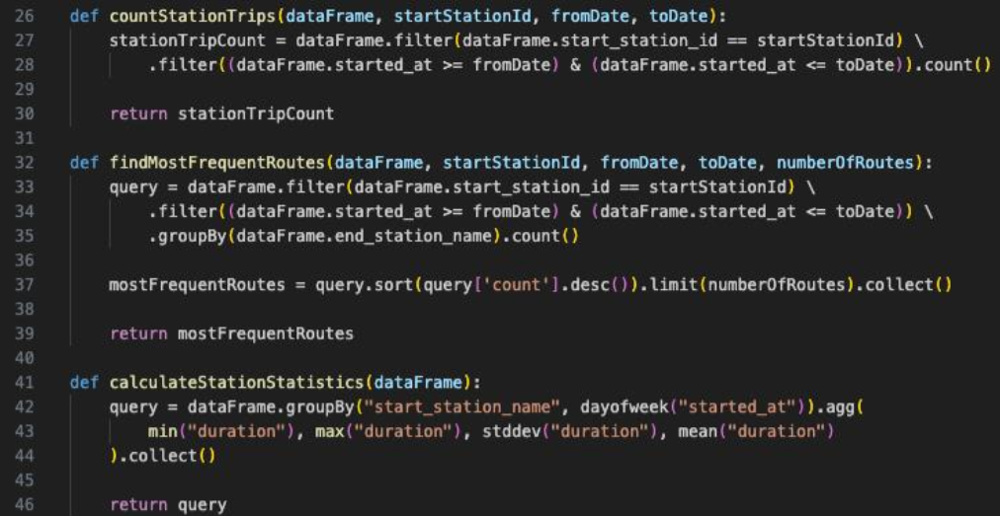 26 def countStationTrips(dataFrame, startStationId, fromDate, toDate):
27     stationTripCount = dataFrame.filter(dataFrame.start_station_id == startStationId) \
28         .filter((dataFrame.started_at >= fromDate) & (dataFrame.started_at <= toDate)).count()
29
30     return stationTripCount
31
32 def findMostFrequentRoutes(dataFrame, startStationId, fromDate, toDate, numberOfRoutes):
33     query = dataFrame.filter(dataFrame.start_station_id == startStationId) \
34         .filter((dataFrame.started_at >= fromDate) & (dataFrame.started_at <= toDate)) \
35         .groupBy(dataFrame.end_station_name).count()
36
37     mostFrequentRoutes = query.sort(query['count'].desc()).limit(numberOfRoutes).collect()
38
39     return mostFrequentRoutes
40
41 def calculateStationStatistics(dataFrame):
42     query = dataFrame.groupBy("start_station_name", dayofweek("started_at")).agg(
43         min("duration"), max("duration"), stddev("duration"), mean("duration")
44     ).collect()
45
46     return query